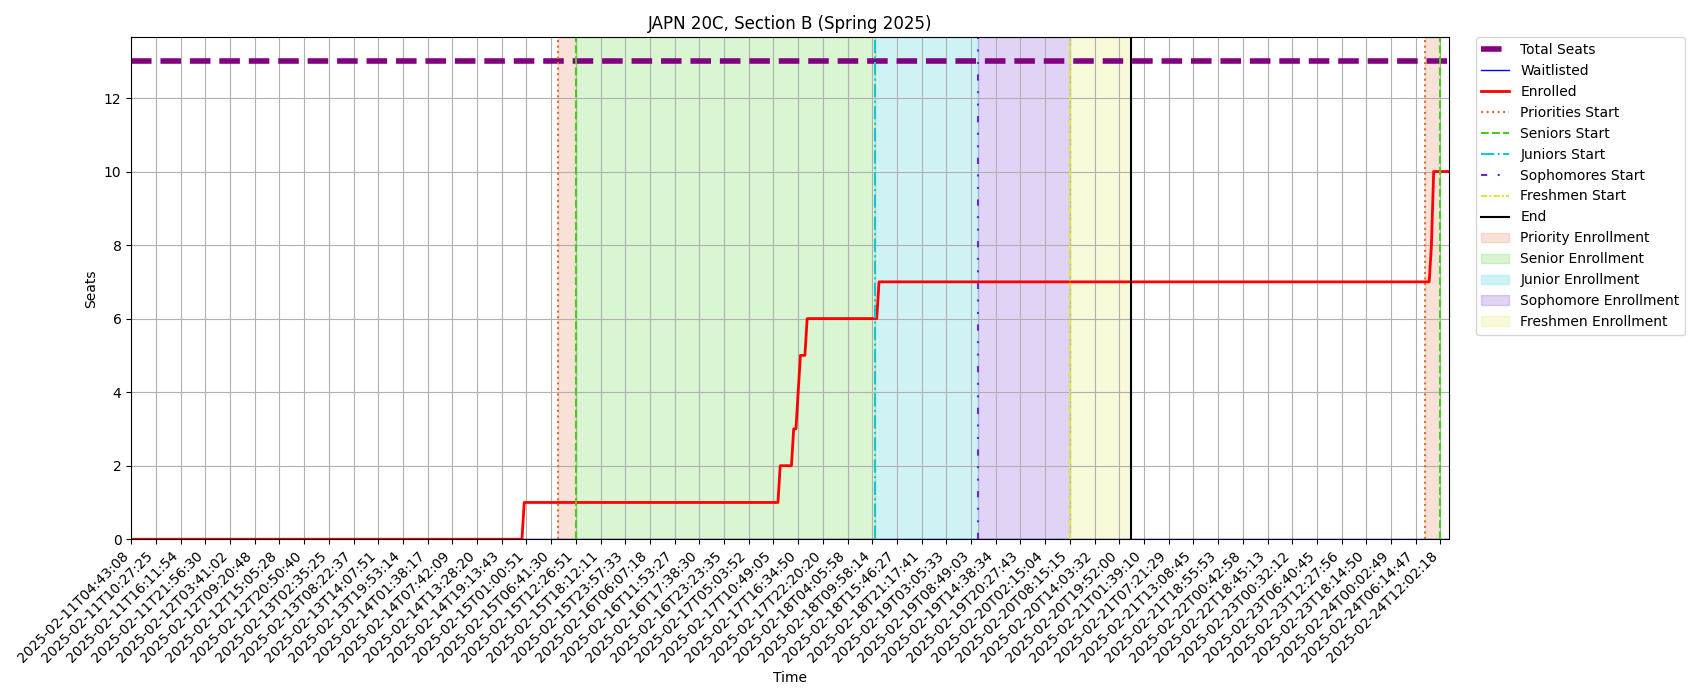 JAPN 20C, Section B (Spring 2025)
Seats
12
10
8
6
4
2
0
2025-02-11T04:43:08
2025-02-11T10:27:25
2025-02-11T16:11:54
2025-02-11T21:56:30
2025-02-12T03:41:02
2025-02-12T09:20:48
2025-02-12T15:05:28
2025-02-12T20:50:40
2025-02-13T02:35:25
2025-02-13T08:22:37
2025-02-13T14:07:51
2025-02-13T19:53:14
2025-02-14T01:38:17
2025-02-14T07:42:09
2025-02-14T13:28:20
2025-02-14T19:13:43
2025-02-15T01:00:51
2025-02-15T06:41:30
2025-02-15T12:26:51
2025-02-15T18:12:11
2025-02-15T23:57:33
2025-02-16T06:07:18
2025-02-16T11:53:27
2025-02-16T17:38:30
2025-02-16T23:23:35
2025-02-17T05:03:52
2025-02-17T10:49:05
2025-02-17T16:34:50
2025-02-17T22:20:20
2025-02-18T04:05:58
2025-02-18T09:58:14
2025-02-18T15:46:27
2025-02-18T21:17:41
2025-02-19T03:05:33
2025-02-19T08:49:03
2025-02-19T14:38:34
2025-02-19T20:27:43
2025-02-20T02:15:04
2025-02-20T08:15:15
2025-02-20T14:03:32
2025-02-20T19:52:00
2025-02-21T01:39:10
2025-02-21T07:21:29
2025-02-21T13:08:45
2025-02-21T18:55:53
2025-02-22T00:42:58
2025-02-22T18:45:13
2025-02-23T00:32:12
2025-02-23T06:40:45
2025-02-23T12:27:56
2025-02-23T18:14:50
2025-02-24T00:02:49
2025-02-24T06:14:47
2025-02-24T12:02:18
Time
Total Seats
Waitlisted
Enrolled
Priorities Start
Seniors Start
Juniors Start
Sophomores Start
Freshmen Start
End
Priority Enrollment
Senior Enrollment
Junior Enrollment
Sophomore Enrollment
Freshmen Enrollment